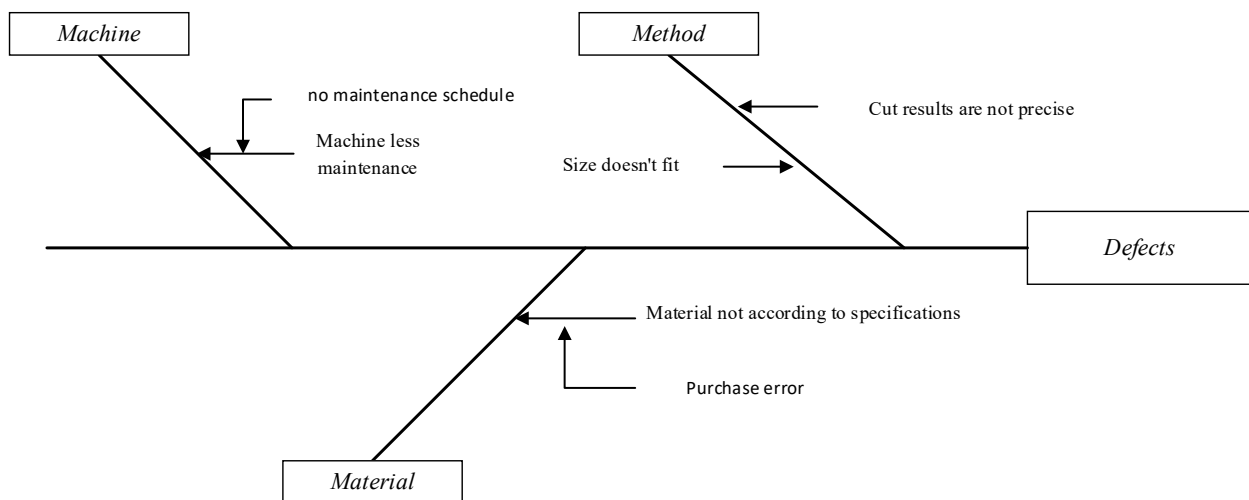 Machine
Method
no maintenance schedule
Cut results are not precise
Machine less
maintenance
Size doesn't fit
Defects
Material not according to specifications
Purchase error
Material